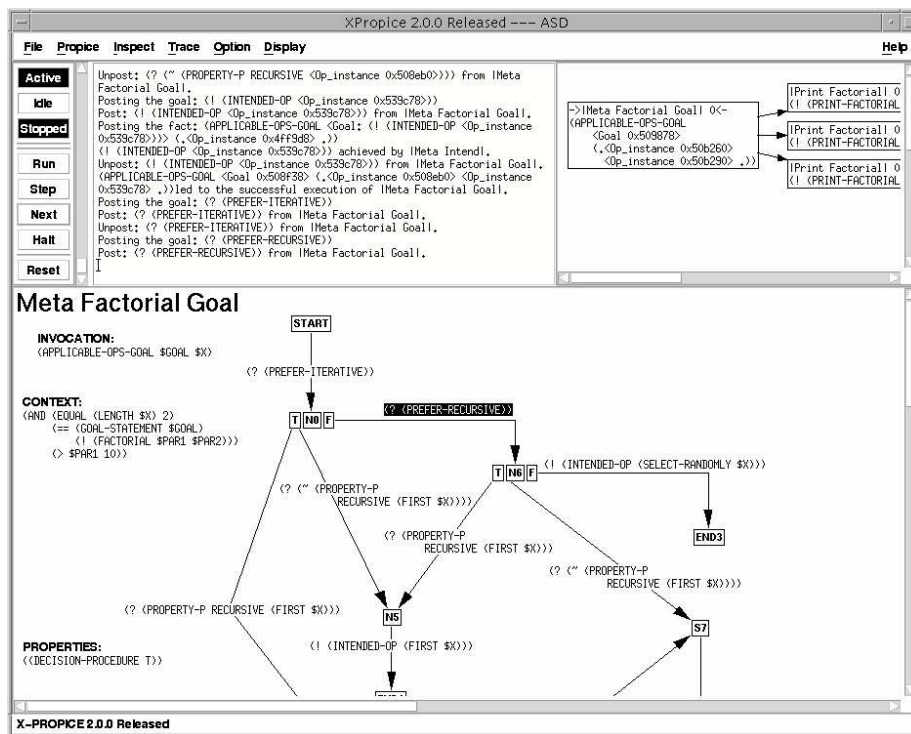 XPropice 2.0.0 Released --- ASD
File Propice Inspect Trace Option Display Help
Active
Idle
Stopped
Run
Step
Next
Halt
Reset
Unpost: (? (~ (PROPERTY-P RECURSIVE <Op_instance 0x508eb0>))) from |Meta
Factorial Goal|.
Posting the goal: (! (INTENDED-OP <Op_instance 0x539c78>))
Post: (! (INTENDED-OP <Op_instance 0x539c78>)) from |Meta Factorial Goal|.
Posting the fact: (APPLICABLE-OPS-GOAL <Goal: (! (INTENDED-OP <Op_instance
0x539c78>))> (.<Op_instance 0x4ff9d8> .))
(! (INTENDED-OP <Op_instance 0x539c78>)) achieved by |Meta Intend|.
Unpost: (! (INTENDED-OP <Op_instance 0x539c78>)) from |Meta Factorial Goal|.
(APPLICABLE-OPS-GOAL <Goal 0x508f38> (.<Op_instance 0x508eb0> <Op_instance
0x539c78> .))led to the successful execution of |Meta Factorial Goal|.
Posting the goal: (? (PREFER-ITERATIVE))
Post: (? (PREFER-ITERATIVE)) from |Meta Factorial Goal|.
Unpost: (? (PREFER-ITERATIVE)) from |Meta Factorial Goal|.
Posting the goal: (? (PREFER-RECURSIVE))
Post: (? (PREFER-RECURSIVE)) from |Meta Factorial Goal|.
->|Meta Factorial Goal| 0<-
(APPLICABLE-OPS-GOAL
<Goal 0x509878>
(.<Op_instance 0x50b260>
<Op_instance 0x50b290> .))
|Print Factorial| 0
(! (PRINT-FACTORIAL
|Print Factorial| 0
(! (PRINT-FACTORIAL
|Print Factorial| 0
(! (PRINT-FACTORIAL
Meta Factorial Goal
INVOCATION:
(APPLICABLE-OPS-GOAL $GOAL $X)
CONTEXT:
(AND (EQUAL (LENGTH $X) 2)
(== (GOAL-STATEMENT $GOAL)
(! (FACTORIAL $PAR1 $PAR2)))
(> $PAR1 10))
PROPERTIES:
((DECISION-PROCEDURE T))
START
(? (PREFER-ITERATIVE))
T N0 F
(? (PREFER-RECURSIVE))
T N6 F
(! (INTENDED-OP (SELECT-RANDOMLY $X)))
END3
(? (~ (PROPERTY-P
RECURSIVE (FIRST $X))))
(? (PROPERTY-P
RECURSIVE (FIRST $X)))
(? (~ (PROPERTY-P
RECURSIVE (FIRST $X))))
(? (PROPERTY-P RECURSIVE (FIRST $X)))
N5
S7
(! (INTENDED-OP (FIRST $X)))
X-PROPICE 2.0.0 Released